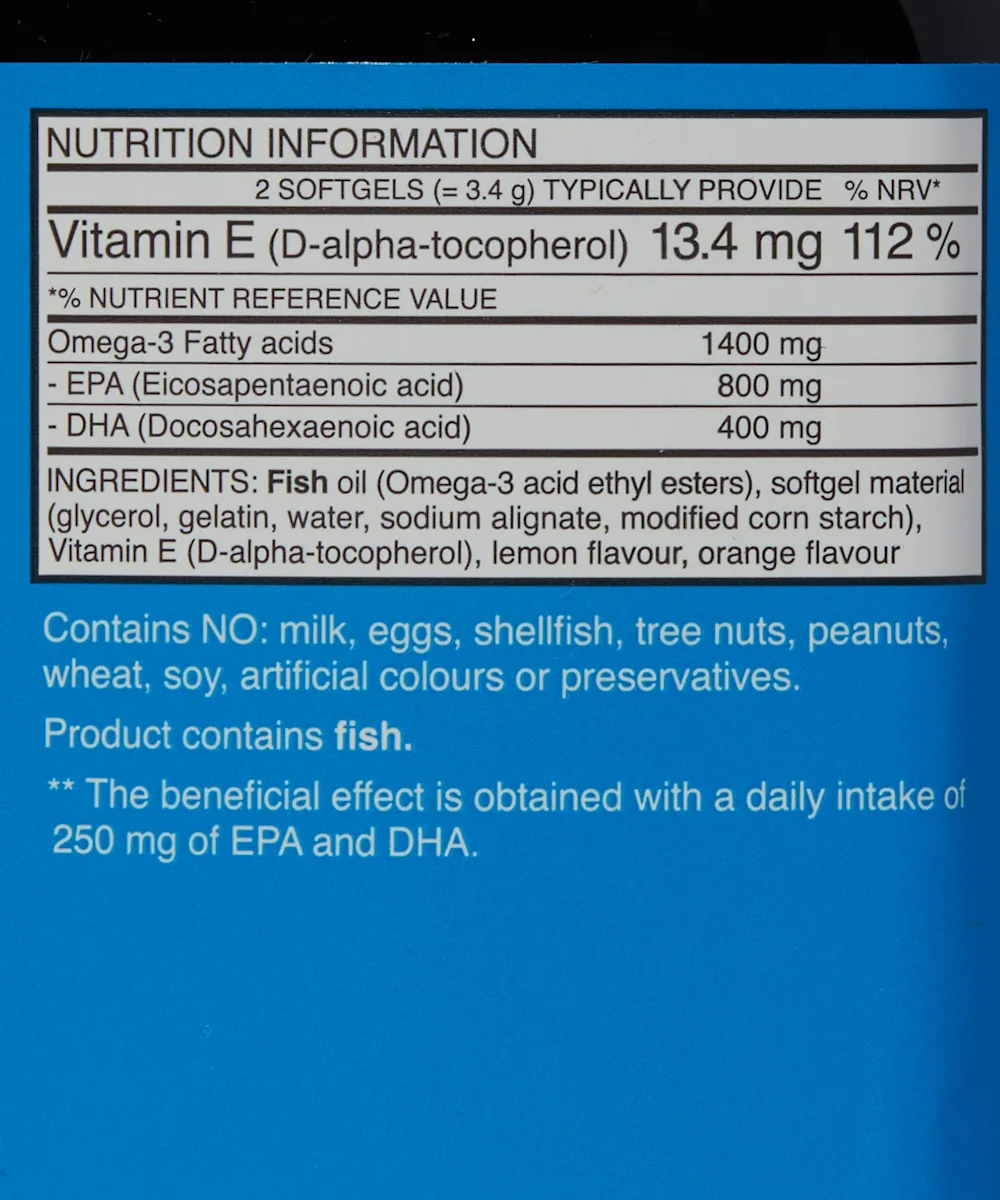 NUTRITION INFORMATION
2 SOFTGELS (= 3.4 g) TYPICALLY PROVIDE % NRV*
Vitamin E (D-alpha-tocopherol) 13.4 mg 112 %
*% NUTRIENT REFERENCE VALUE
Omega-3 Fatty acids 1400 mg
- EPA (Eicosapentaenoic acid) 800 mg
- DHA (Docosahexaenoic acid) 400 mg
INGREDIENTS: Fish oil (Omega-3 acid ethyl esters), softgel material
(glycerol, gelatin, water, sodium alignate, modified corn starch),
Vitamin E (D-alpha-tocopherol), lemon flavour, orange flavour
Contains NO: milk, eggs, shellfish, tree nuts, peanuts,
wheat, soy, artificial colours or preservatives.
Product contains fish.
** The beneficial effect is obtained with a daily intake of
250 mg of EPA and DHA.